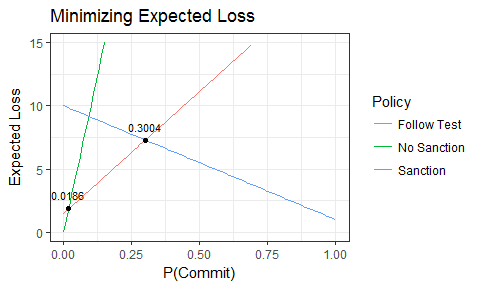 Minimizing Expected Loss
15
10
5
0
Expected Loss
0.3004
0.0186
0.00
0.25
0.50
0.75
1.00
P(Commit)
Policy
Follow Test
No Sanction
Sanction